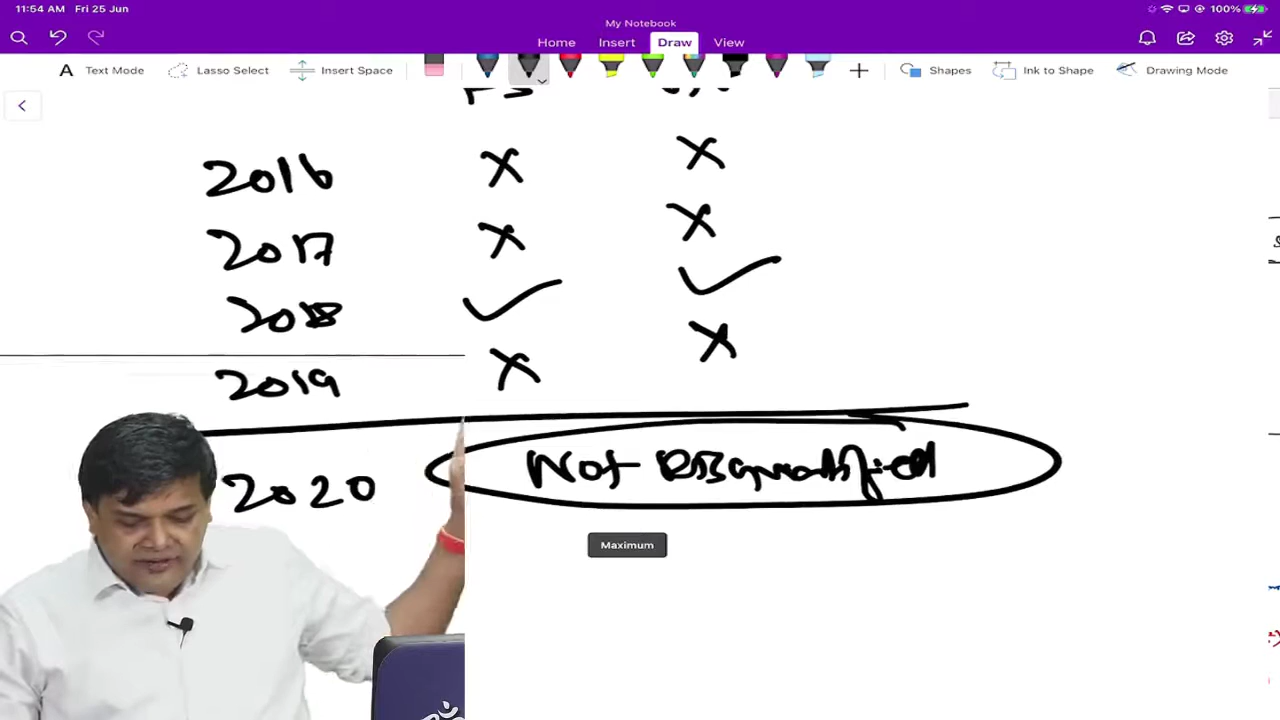 11:54 AM Fri 25 Jun
100%
My Notebook
Home Insert Draw View
A Text Mode Lasso Select Insert Space Shapes Ink to Shape Drawing Mode
2016 X X
2017 X X
2018 ✓ ✓
2019 X X
2020 Not Disqualified
Maximum
ॐ